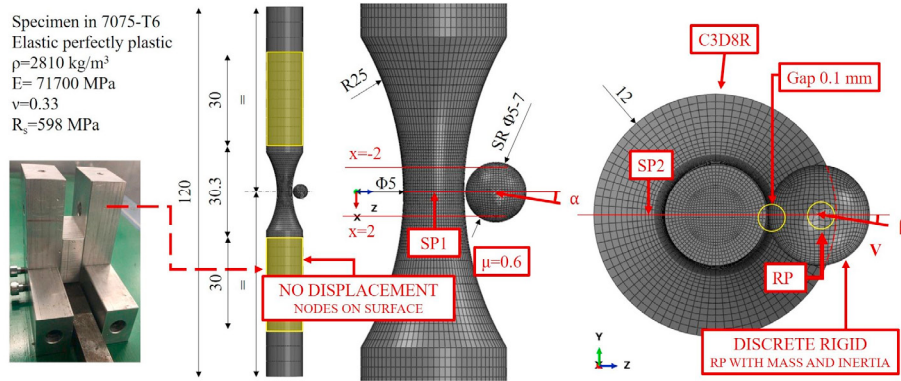 Specimen in 7075-T6
Elastic perfectly plastic
ρ=2810 kg/m³
E= 71700 MPa
ν=0.33
Rs=598 MPa
120
30
=
30.3
30
=
NO DISPLACEMENT
NODES ON SURFACE
R25
x=-2
Φ5
x=2
X
Z
SP1
SR Φ5-7
α
μ=0.6
C3D8R
Gap 0.1 mm
12
SP2
RP
V
DISCRETE RIGID
RP WITH MASS AND INERTIA
Y
X
Z